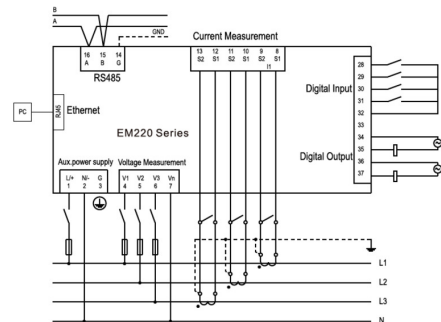 B
A
GND
16 15 14
A B G
RS485
Current Measurement
13 12 11 10 9 8
S2 S1 S2 S1 S2 S1
I1
PC
RJ45
Ethernet
EM220 Series
Digital Input
28
29
30
31
32
33
Digital Output
34
35
36
37
Aux.power supply
L/+ N/- G
1 2 3
Voltage Measurement
V1 V2 V3 Vn
4 5 6 7
L1
L2
L3
N